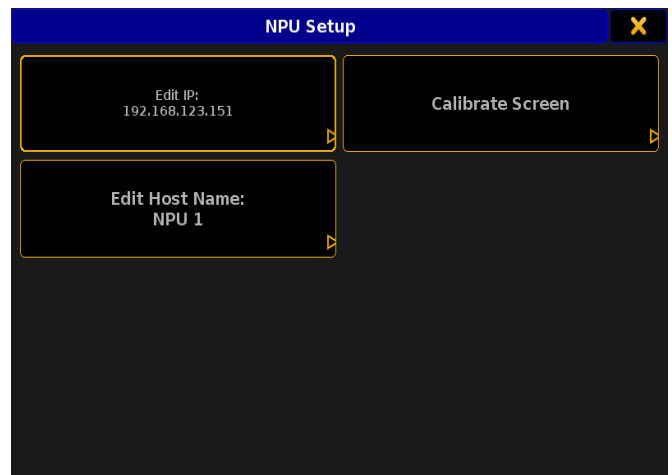 NPU Setup
Edit IP:
192.168.123.151
Calibrate Screen
Edit Host Name:
NPU 1